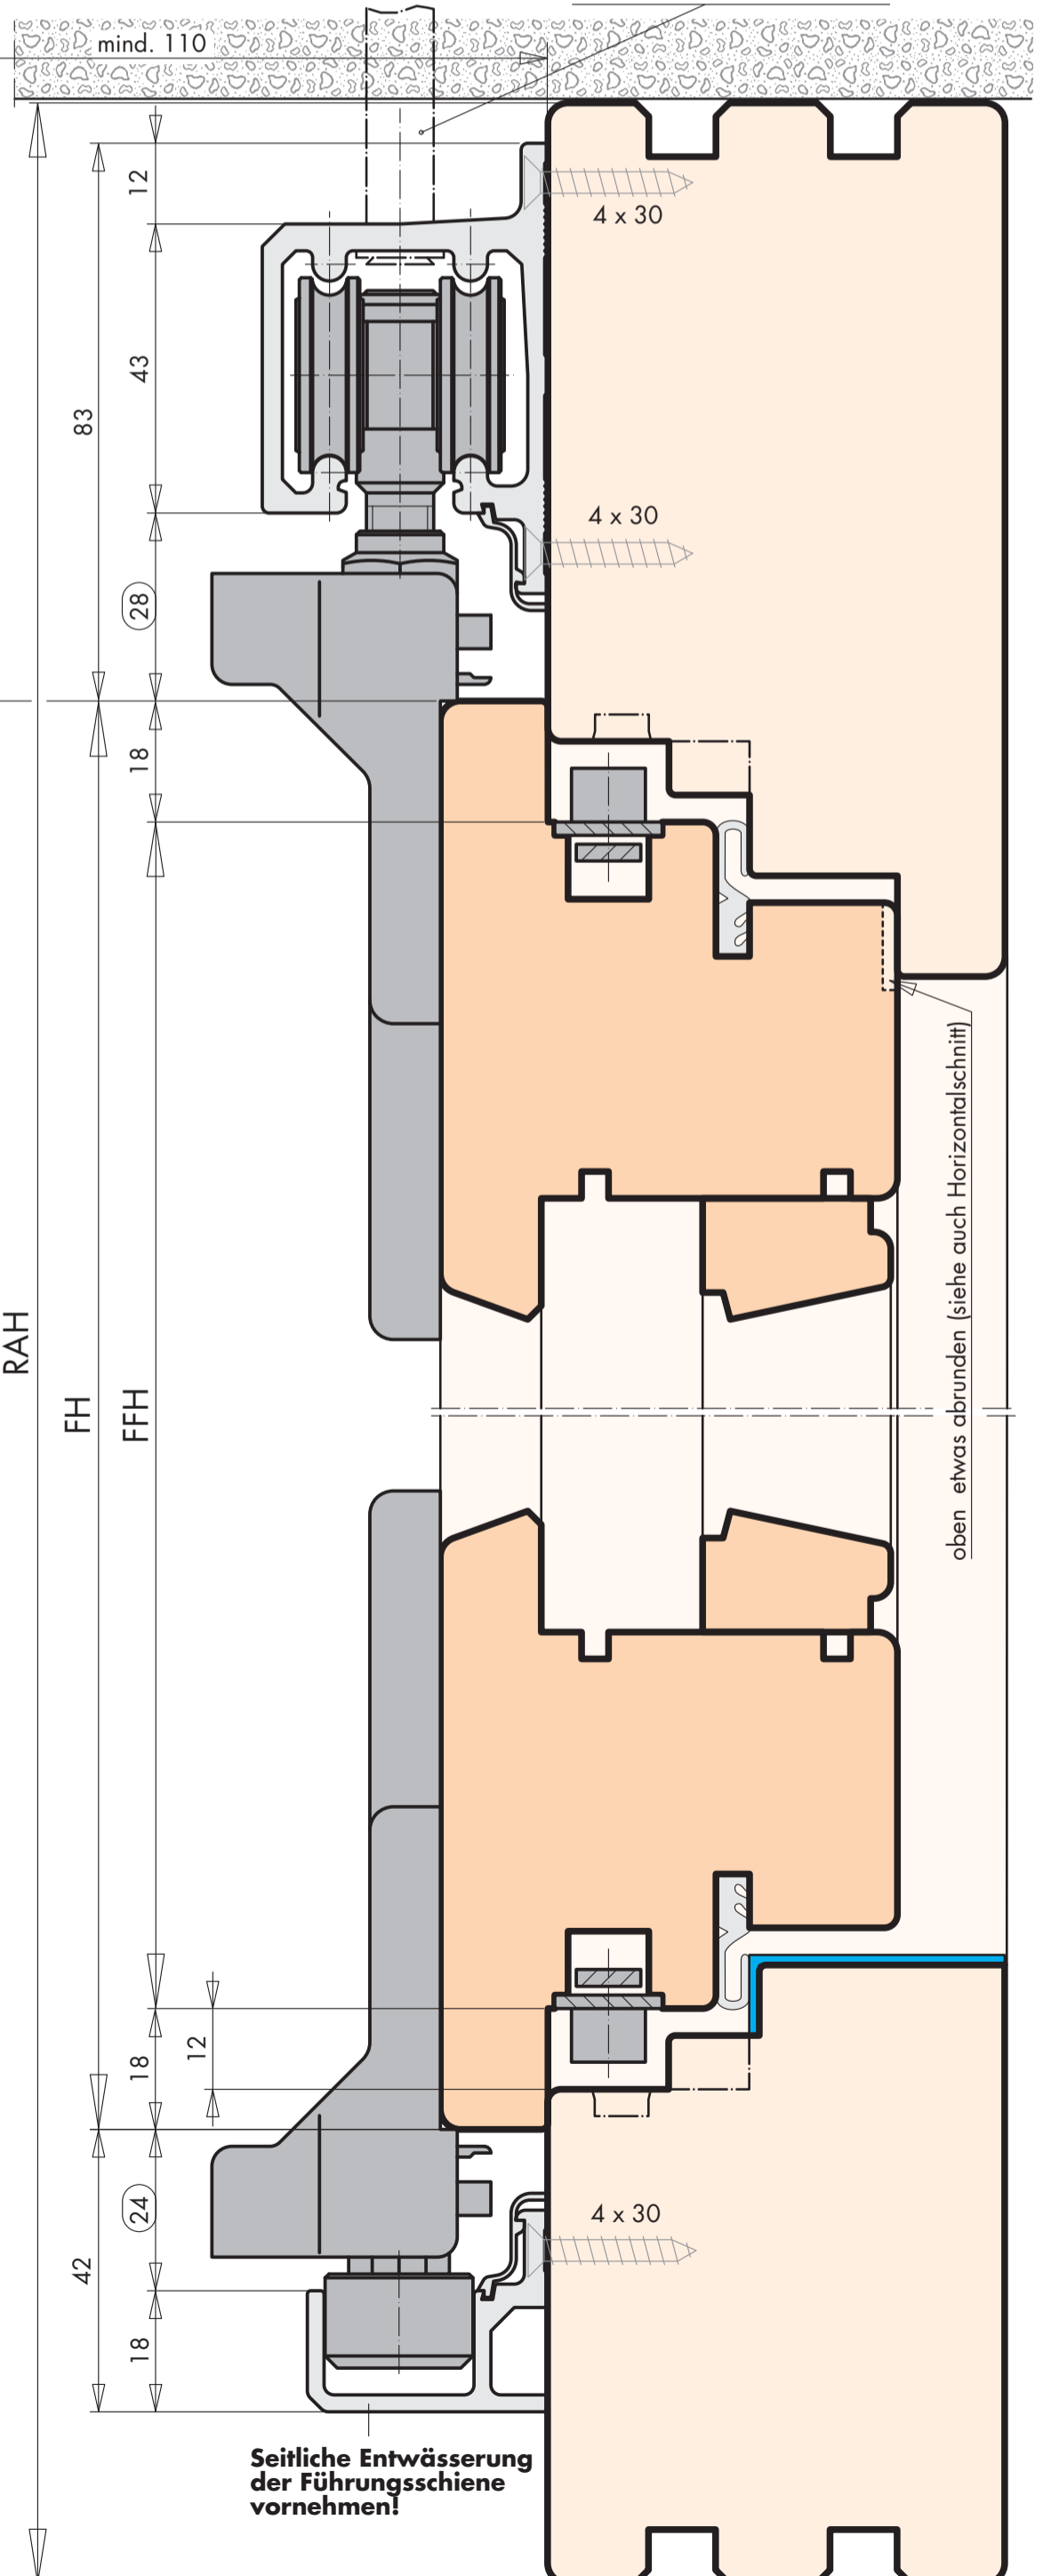 mind. 110
12
4 x 30
43
83
4 x 30
28
18
oben etwas abrunden (siehe auch Horizontalschnitt)
RAH
FH
FFH
12
18
24
4 x 30
42
18
Seitliche Entwässerung
der Führungsschiene
vornehmen!